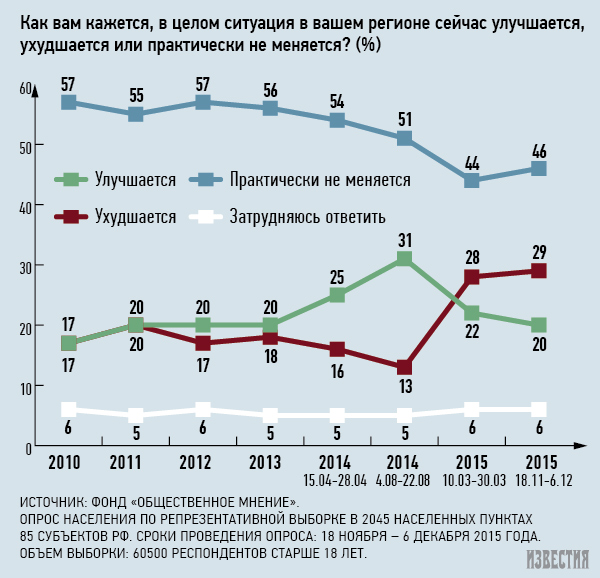 Как вам кажется, в целом ситуация в вашем регионе сейчас улучшается,
ухудшается или практически не меняется? (%)
60
50
40
30
20
10
0
57 55 57 56 54 51 44 46
Улучшается Практически не меняется
Ухудшается Затрудняюсь ответить
17 20 20 20 25 31 28 29
17 20 17 18 16 13 22 20
6 5 6 5 5 5 6 6
2010 2011 2012 2013 2014 2014 2015 2015
15.04-28.04 4.08-22.08 10.03-30.03 18.11-6.12
ИСТОЧНИК: ФОНД «ОБЩЕСТВЕННОЕ МНЕНИЕ».
ОПРОС НАСЕЛЕНИЯ ПО РЕПРЕЗЕНТАТИВНОЙ ВЫБОРКЕ В 2045 НАСЕЛЕННЫХ ПУНКТАХ
85 СУБЪЕКТОВ РФ. СРОКИ ПРОВЕДЕНИЯ ОПРОСА: 18 НОЯБРЯ – 6 ДЕКАБРЯ 2015 ГОДА.
ОБЪЕМ ВЫБОРКИ: 60500 РЕСПОНДЕНТОВ СТАРШЕ 18 ЛЕТ.
ИЗВЕСТИЯ